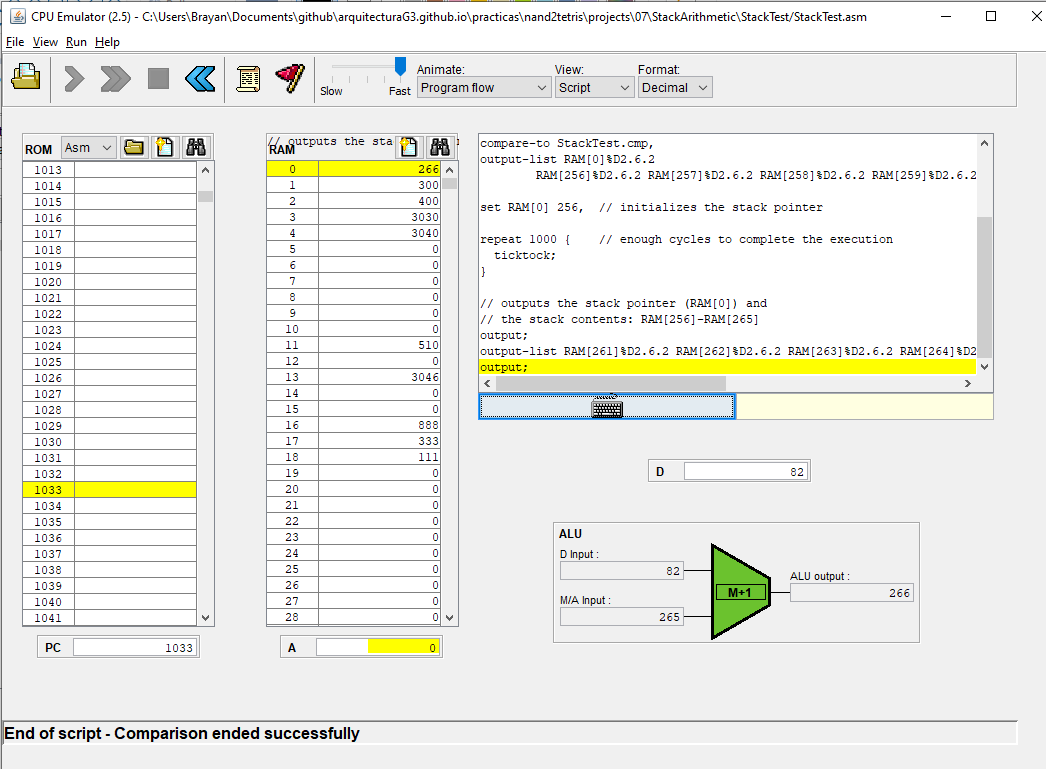 CPU Emulator (2.5) - C:\Users\Brayan\Documents\github\arquitecturaG3.github.io\practicas\nand2tetris\projects\07\StackArithmetic\StackTest/StackTest.asm
File View Run Help
Slow
Fast
Animate:
Program flow
View:
Script
Format:
Decimal
ROM
Asm
1013
1014
1015
1016
1017
1018
1019
1020
1021
1022
1023
1024
1025
1026
1027
1028
1029
1030
1031
1032
1033
1034
1035
1036
1037
1038
1039
1040
1041
PC 1033
// outputs the sta
RAM
0 266
1 300
2 400
3 3030
4 3040
5 0
6 0
7 0
8 0
9 0
10 0
11 510
12 0
13 3046
14 0
15 0
16 888
17 333
18 111
19 0
20 0
21 0
22 0
23 0
24 0
25 0
26 0
27 0
28 0
A 0
compare-to StackTest.cmp,
output-list RAM[0]%D2.6.2
RAM[256]%D2.6.2 RAM[257]%D2.6.2 RAM[258]%D2.6.2 RAM[259]%D2.6.2
set RAM[0] 256, // initializes the stack pointer
repeat 1000 { // enough cycles to complete the execution
ticktock;
}
// outputs the stack pointer (RAM[0]) and
// the stack contents: RAM[256]-RAM[265]
output;
output-list RAM[261]%D2.6.2 RAM[262]%D2.6.2 RAM[263]%D2.6.2 RAM[264]%D2
output;
D 82
ALU
D Input :
82
M/A Input :
265
M+1
ALU output :
266
End of script - Comparison ended successfully